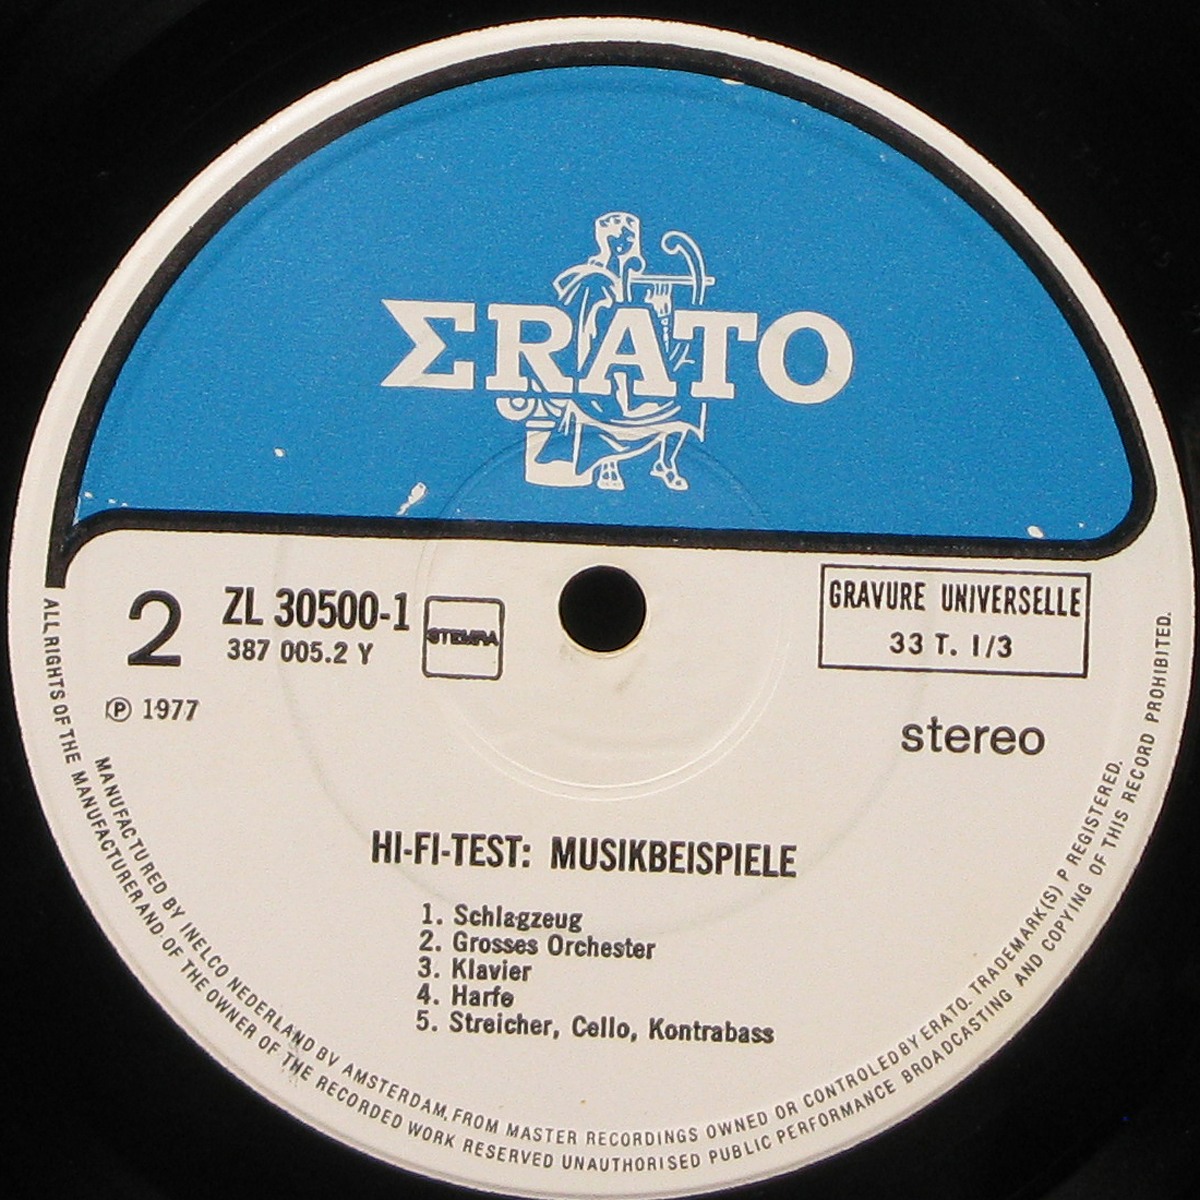 ΣRATO
2
ZL 30500-1
387 005.2 Y
STEMRA
GRAVURE UNIVERSELLE
33 T. 1/3
℗ 1977
stereo
HI-FI-TEST: MUSIKBEISPIELE
1. Schlagzeug
2. Grosses Orchester
3. Klavier
4. Harfe
5. Streicher, Cello, Kontrabass
MANUFACTURED BY INELCO NEDERLAND BV AMSTERDAM. FROM MASTER RECORDINGS OWNED OR CONTROLED BY ERATO. TRADEMARK(S) P REGISTERED.
ALL RIGHTS OF THE MANUFACTURER AND OF THE OWNER OF THE RECORDED WORK RESERVED UNAUTHORISED PUBLIC PERFORMANCE BROADCASTING AND COPYING OF THIS RECORD PROHIBITED.